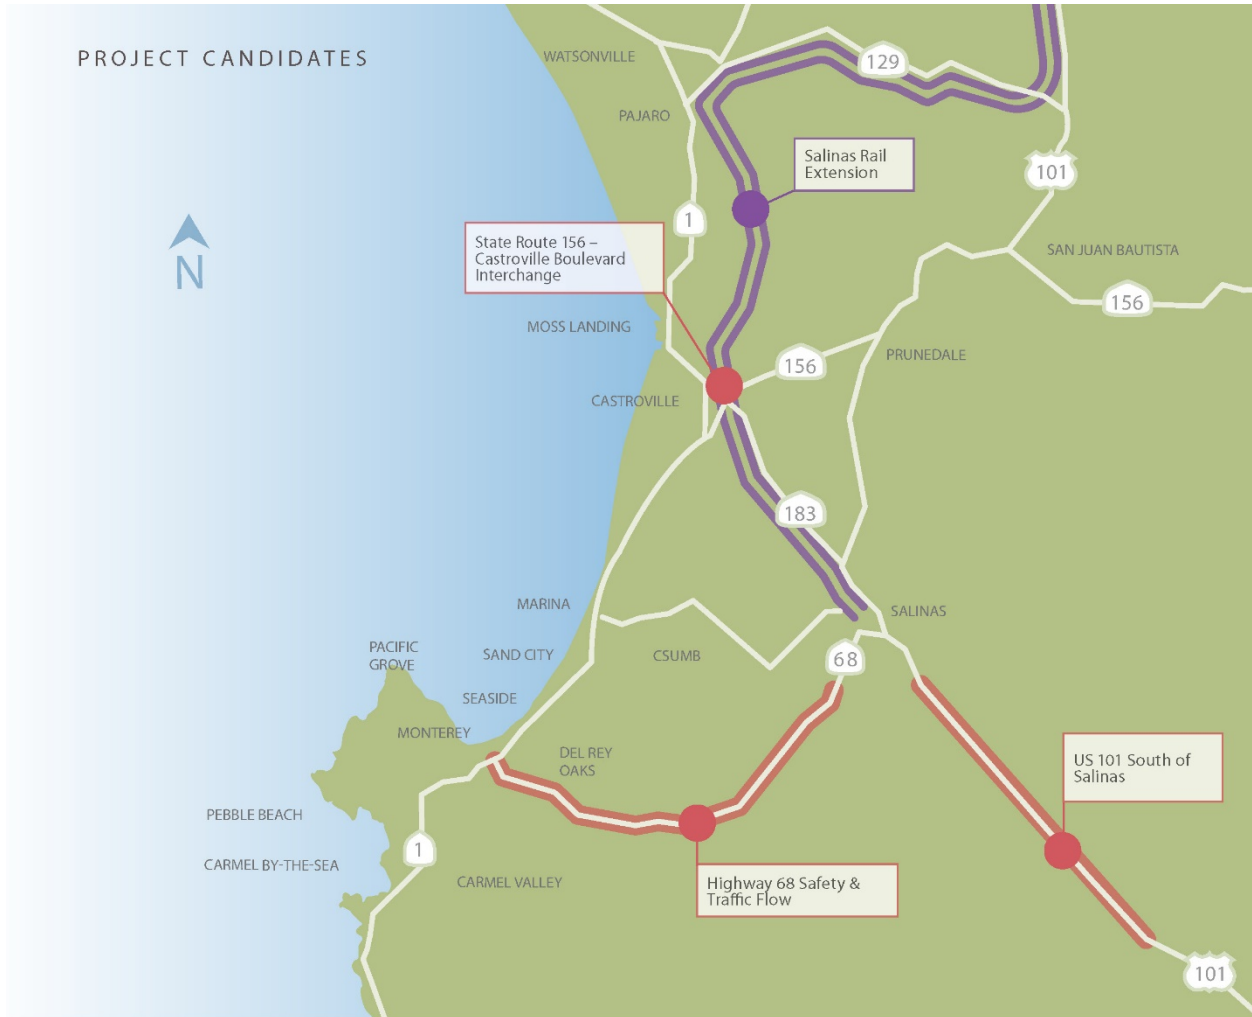 PROJECT CANDIDATES
WATSONVILLE
129
PAJARO
Salinas Rail
Extension
101
1
State Route 156 –
Castroville Boulevard
Interchange
SAN JUAN BAUTISTA
N
156
MOSS LANDING
PRUNEDALE
156
CASTROVILLE
183
MARINA
SALINAS
PACIFIC
GROVE
SAND CITY
CSUMB
68
SEASIDE
MONTEREY
DEL REY
OAKS
US 101 South of
Salinas
PEBBLE BEACH
1
CARMEL BY-THE-SEA
CARMEL VALLEY
Highway 68 Safety &
Traffic Flow
101